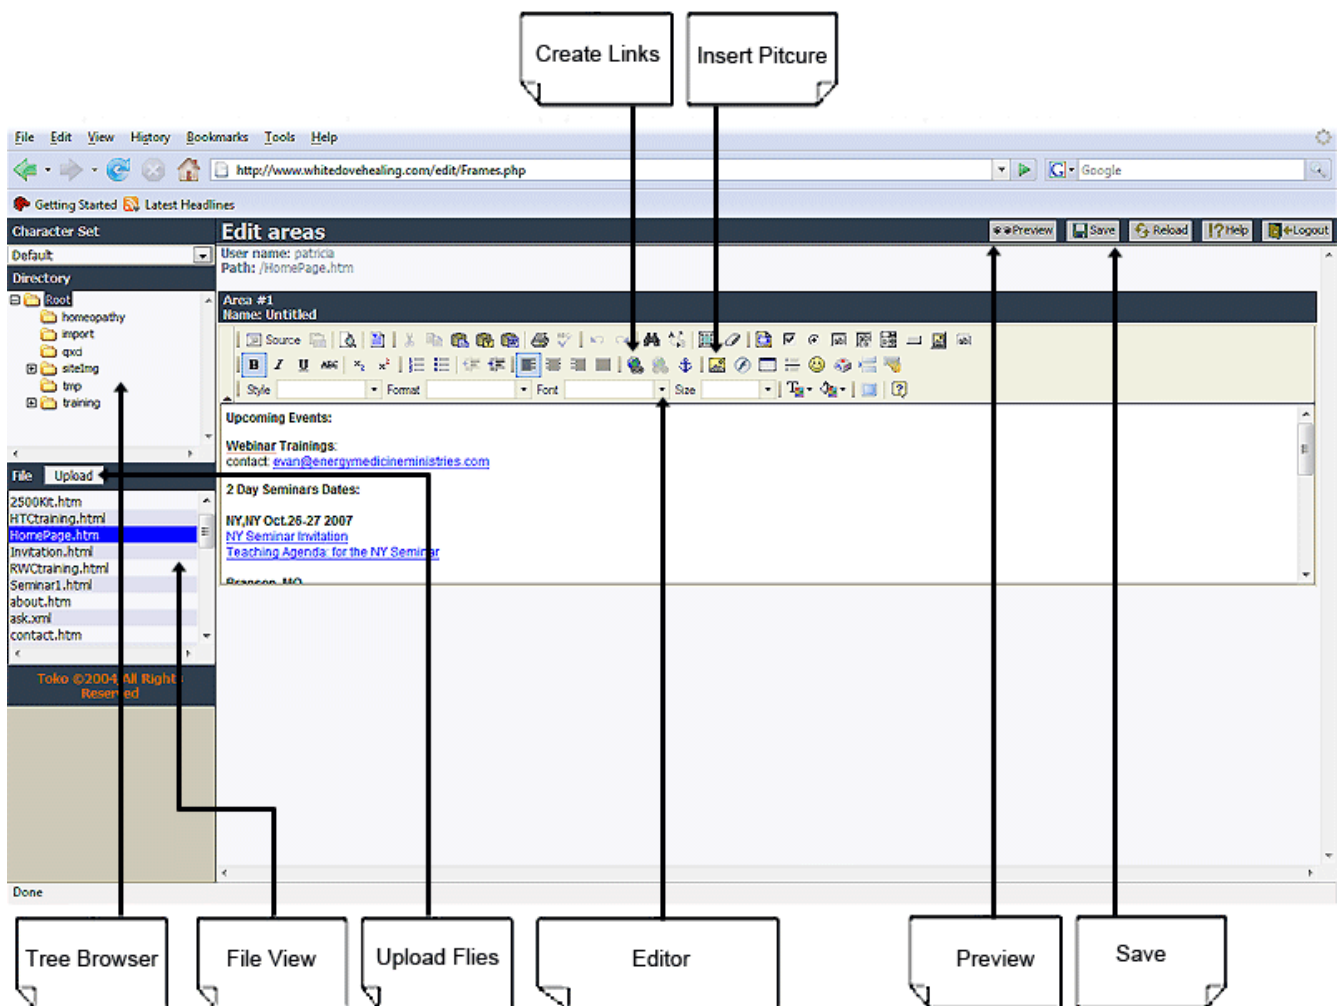 Create Links
Insert Pitcure
File Edit View History Bookmarks Tools Help
http://www.whitedovehealing.com/edit/Frames.php
G Google
Getting Started Latest Headlines
Character Set
Edit areas
Preview Save Reload Help Logout
Default
User name: patricia
Path: /HomePage.htm
Directory
Root
homeopathy
import
qxd
siteImg
tmp
training
Area #1
Name: Untitled
Source
B I U ABC x₂ x²
Style Format Font Size
Upcoming Events:
Webinar Trainings:
contact: evan@energymedicineministries.com
2 Day Seminars Dates:
NY,NY Oct.26-27 2007
NY Seminar Invitation
Teaching Agenda: for the NY Seminar
Branson, MO
File Upload
2500Kit.htm
HTCtraining.html
HomePage.htm
Invitation.html
RWCtraining.html
Seminar1.html
about.htm
ask.xml
contact.htm
Toko ©2004 All Rights
Reserved
Done
Tree Browser
File View
Upload Flies
Editor
Preview
Save